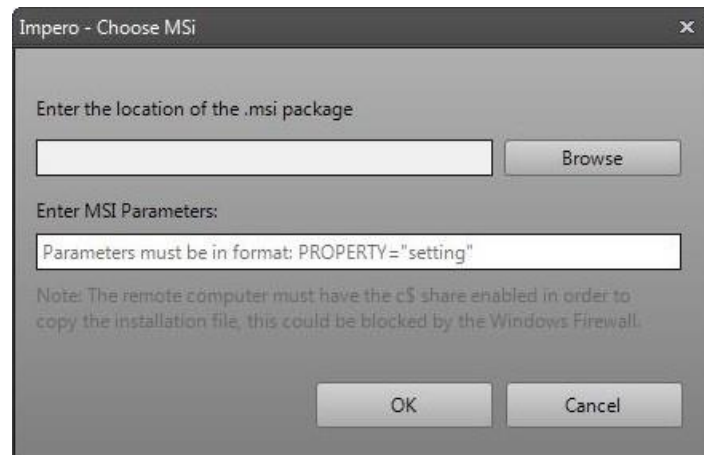 Impero - Choose MSi
x
Enter the location of the .msi package
Browse
Enter MSI Parameters:
Parameters must be in format: PROPERTY="setting"
Note: The remote computer must have the c$ share enabled in order to
copy the installation file, this could be blocked by the Windows Firewall.
OK
Cancel